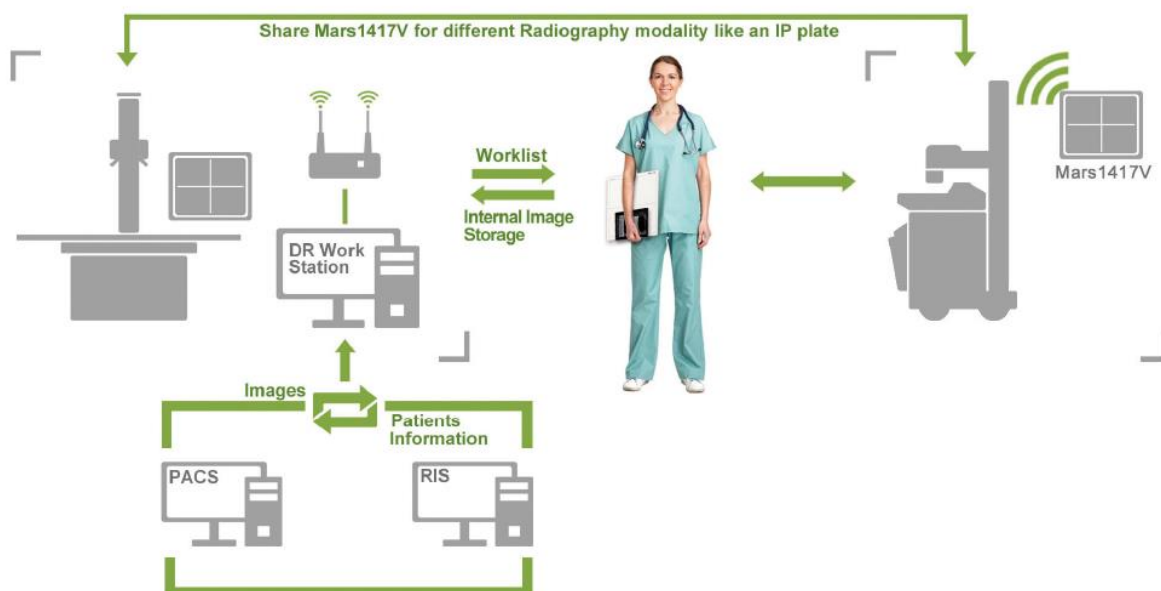 Share Mars1417V for different Radiography modality like an IP plate
Worklist
Internal Image
Storage
Mars1417V
DR Work
Station
Images
Patients
Information
PACS
RIS